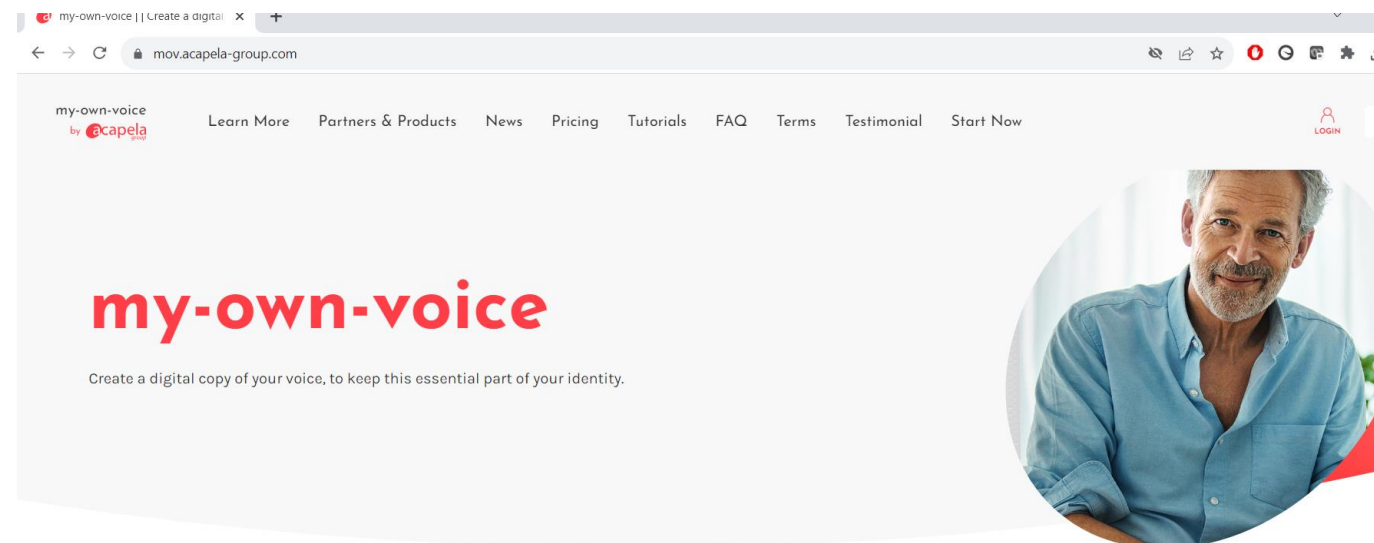 my-own-voice | | Create a digital
mov.acapela-group.com
my-own-voice
by acapela
group
Learn More Partners & Products News Pricing Tutorials FAQ Terms Testimonial Start Now
LOGIN
my-own-voice
Create a digital copy of your voice, to keep this essential part of your identity.